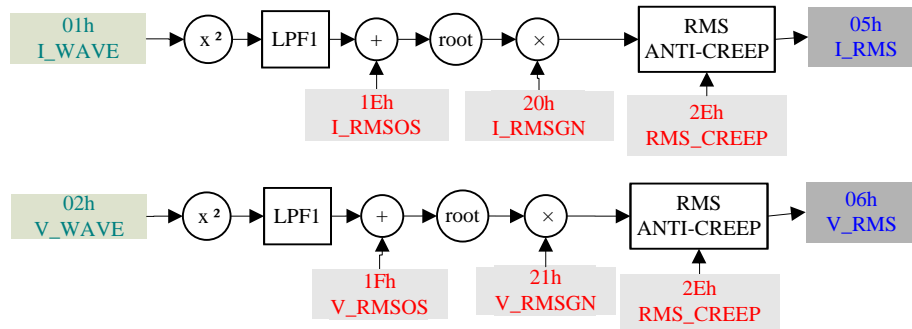 01h
I_WAVE
x ²
LPF1
+
root
×
RMS
ANTI-CREEP
05h
I_RMS
1Eh
I_RMSOS
20h
I_RMSGN
2Eh
RMS_CREEP
02h
V_WAVE
x ²
LPF1
+
root
×
RMS
ANTI-CREEP
06h
V_RMS
1Fh
V_RMSOS
21h
V_RMSGN
2Eh
RMS_CREEP